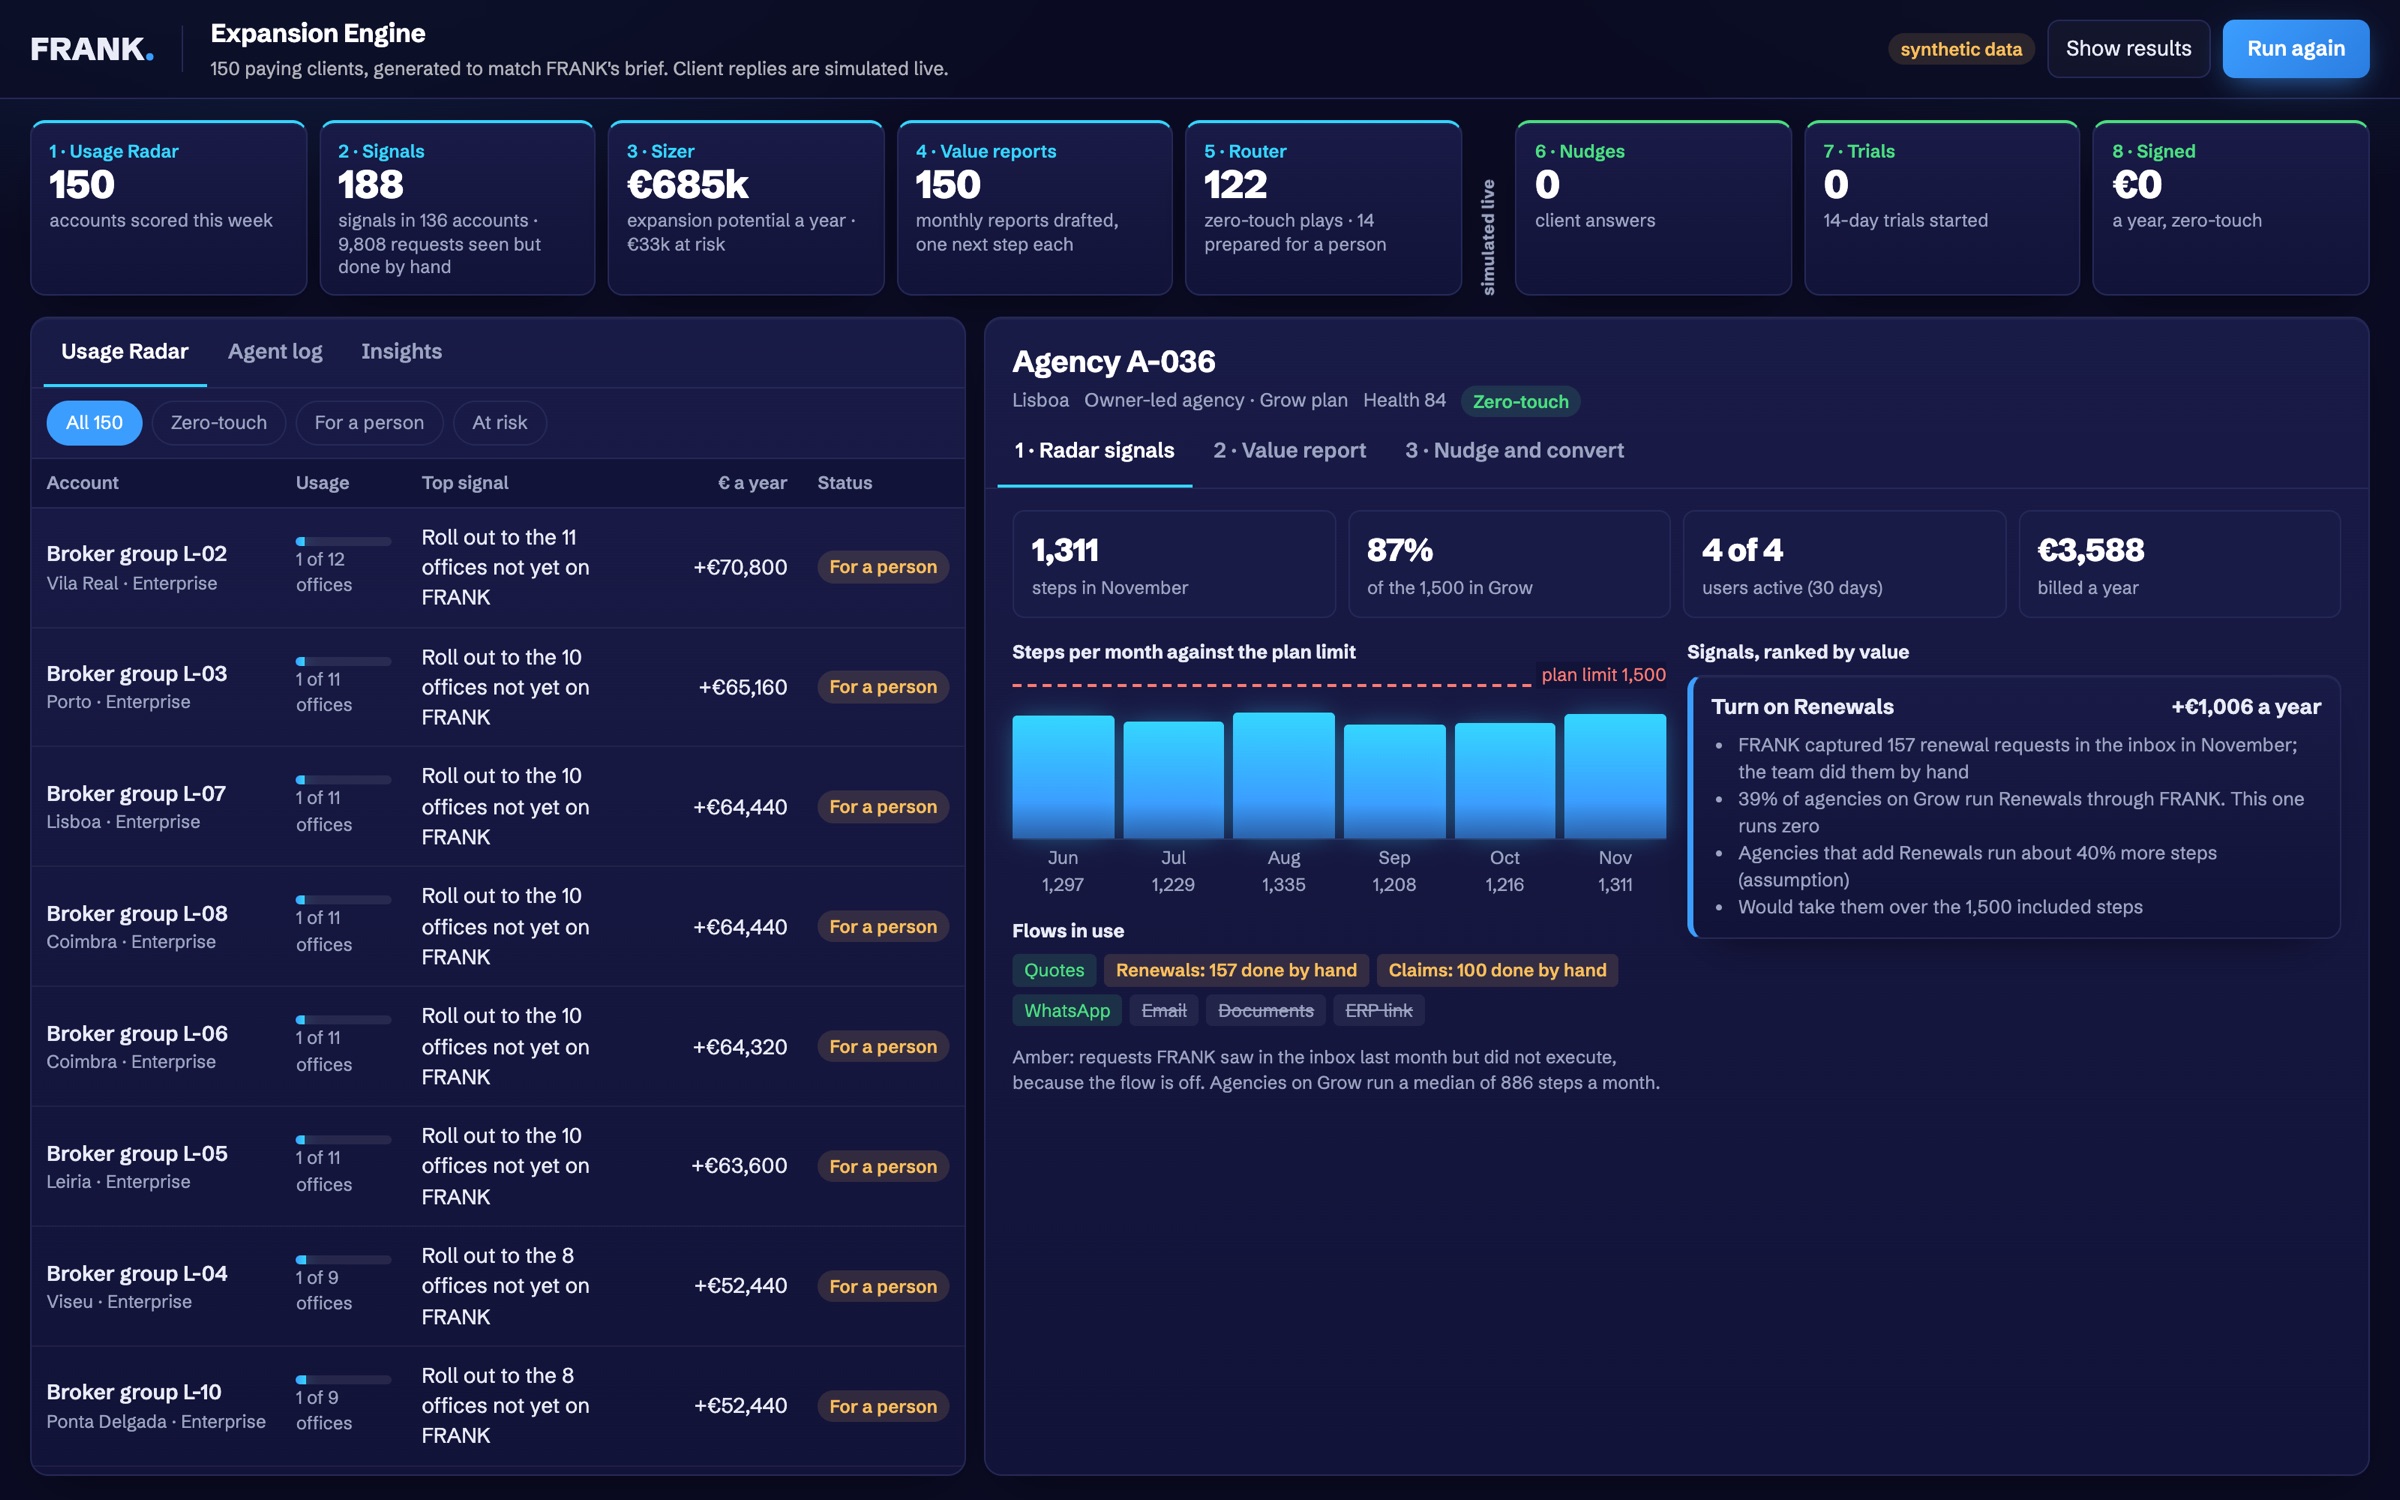 FRANK.
Expansion Engine
150 paying clients, generated to match FRANK's brief. Client replies are simulated live.
synthetic data
Show results
Run again
1 · Usage Radar
150
accounts scored this week
2 · Signals
188
signals in 136 accounts ·
9,808 requests seen but
done by hand
3 · Sizer
€685k
expansion potential a year ·
€33k at risk
4 · Value reports
150
monthly reports drafted,
one next step each
5 · Router
122
zero-touch plays · 14
prepared for a person
simulated live
6 · Nudges
0
client answers
7 · Trials
0
14-day trials started
8 · Signed
€0
a year, zero-touch
Usage Radar
Agent log
Insights
All 150
Zero-touch
For a person
At risk
Account
Usage
Top signal
€ a year
Status
Broker group L-02
Vila Real · Enterprise
1 of 12
offices
Roll out to the 11
offices not yet on
FRANK
+€70,800
For a person
Broker group L-03
Porto · Enterprise
1 of 11
offices
Roll out to the 10
offices not yet on
FRANK
+€65,160
For a person
Broker group L-07
Lisboa · Enterprise
1 of 11
offices
Roll out to the 10
offices not yet on
FRANK
+€64,440
For a person
Broker group L-08
Coimbra · Enterprise
1 of 11
offices
Roll out to the 10
offices not yet on
FRANK
+€64,440
For a person
Broker group L-06
Coimbra · Enterprise
1 of 11
offices
Roll out to the 10
offices not yet on
FRANK
+€64,320
For a person
Broker group L-05
Leiria · Enterprise
1 of 11
offices
Roll out to the 10
offices not yet on
FRANK
+€63,600
For a person
Broker group L-04
Viseu · Enterprise
1 of 9
offices
Roll out to the 8
offices not yet on
FRANK
+€52,440
For a person
Broker group L-10
Ponta Delgada · Enterprise
1 of 9
offices
Roll out to the 8
offices not yet on
FRANK
+€52,440
For a person
Agency A-036
Lisboa Owner-led agency · Grow plan Health 84 Zero-touch
1 · Radar signals
2 · Value report
3 · Nudge and convert
1,311
steps in November
87%
of the 1,500 in Grow
4 of 4
users active (30 days)
€3,588
billed a year
Steps per month against the plan limit
plan limit 1,500
Jun Jul Aug Sep Oct Nov
1,297 1,229 1,335 1,208 1,216 1,311
Flows in use
Quotes
Renewals: 157 done by hand
Claims: 100 done by hand
WhatsApp
Email
Documents
ERP link
Amber: requests FRANK saw in the inbox last month but did not execute,
because the flow is off. Agencies on Grow run a median of 886 steps a month.
Signals, ranked by value
Turn on Renewals
+€1,006 a year
• FRANK captured 157 renewal requests in the inbox in November;
the team did them by hand
• 39% of agencies on Grow run Renewals through FRANK. This one
runs zero
• Agencies that add Renewals run about 40% more steps
(assumption)
• Would take them over the 1,500 included steps